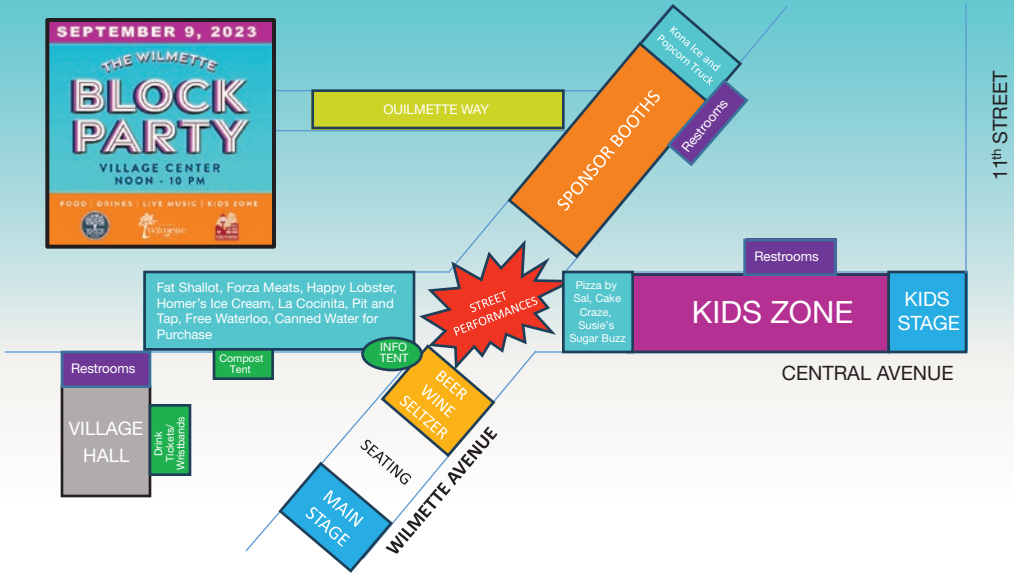 SEPTEMBER 9, 2023
THE WILMETTE
BLOCK
PARTY
VILLAGE CENTER
NOON - 10 PM
FOOD | DRINKS | LIVE MUSIC | KIDS ZONE
Wilmette
OUILMETTE WAY
Kona Ice and
Popcorn Truck
SPONSOR BOOTHS
Restrooms
11th STREET
Fat Shallot, Forza Meats, Happy Lobster,
Homer's Ice Cream, La Cocinita, Pit and
Tap, Free Waterloo, Canned Water for
Purchase
STREET
PERFORMANCES
Pizza by
Sal, Cake
Craze,
Susie's
Sugar Buzz
Restrooms
KIDS ZONE
KIDS
STAGE
CENTRAL AVENUE
INFO
TENT
Compost
Tent
Restrooms
VILLAGE
HALL
Drink
Tickets/
Wristbands
BEER
WINE
SELTZER
SEATING
MAIN
STAGE
WILMETTE AVENUE